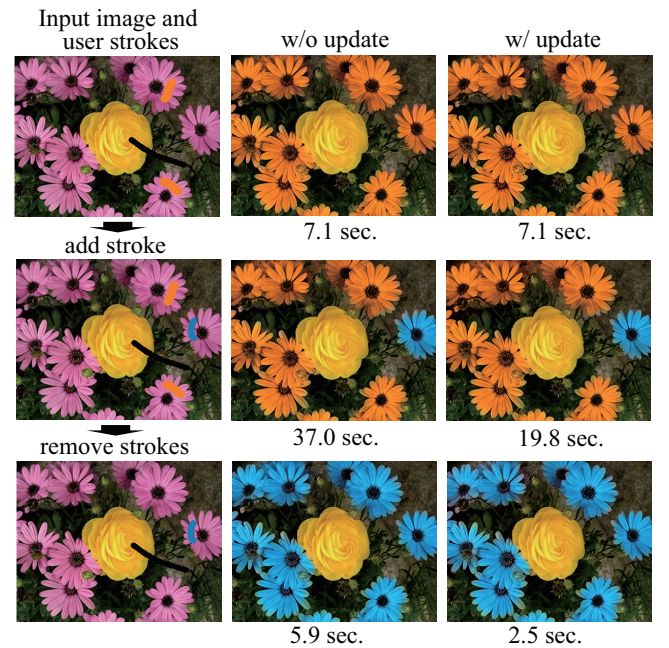 Input image and
user strokes
w/o update
w/ update
7.1 sec.
7.1 sec.
add stroke
37.0 sec.
19.8 sec.
remove strokes
5.9 sec.
2.5 sec.